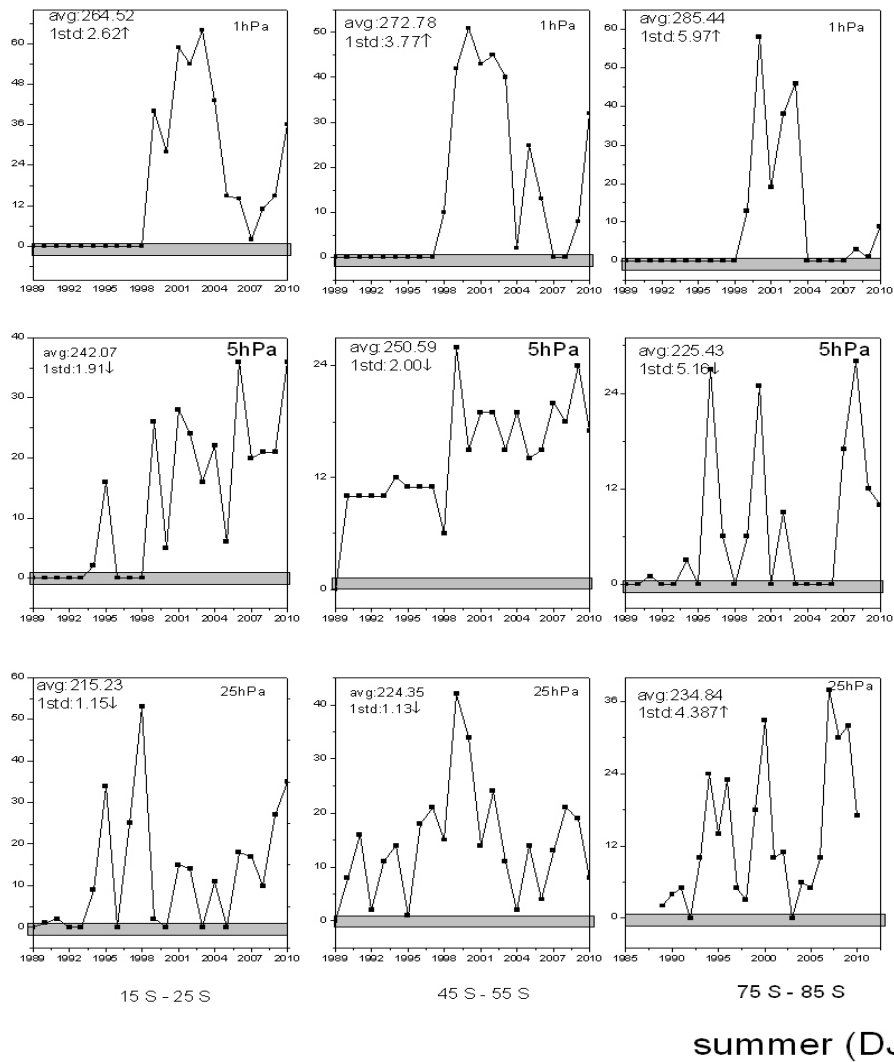 avg:264.52
1std:2.62↑
1hPa
60
48
36
24
12
0
1989 1992 1995 1998 2001 2004 2007 2010
avg:272.78
1std:3.77↑
1hPa
50
40
30
20
10
0
1989 1992 1995 1998 2001 2004 2007 2010
avg:285.44
1std:5.97↑
1hPa
60
50
40
30
20
10
0
1989 1992 1995 1998 2001 2004 2007 2010
avg:242.07
1std:1.91↓
5hPa
40
35
30
25
20
15
10
5
0
1989 1992 1995 1998 2001 2004 2007 2010
avg:250.59
1std:2.00↓
5hPa
24
12
0
1989 1992 1995 1998 2001 2004 2007 2010
avg:225.43
1std:5.16↓
5hPa
24
12
0
1989 1992 1995 1998 2001 2004 2007 2010
avg:215.23
1std:1.15↓
25hPa
60
50
40
30
20
10
0
1989 1992 1995 1998 2001 2004 2007 2010
avg:224.35
1std:1.13↓
25hPa
40
30
20
10
0
1989 1992 1995 1998 2001 2004 2007 2010
avg:234.84
1std:4.387↑
25hPa
36
24
12
0
1985 1990 1995 2000 2005 2010
15 S - 25 S
45 S - 55 S
75 S - 85 S
summer (DJ